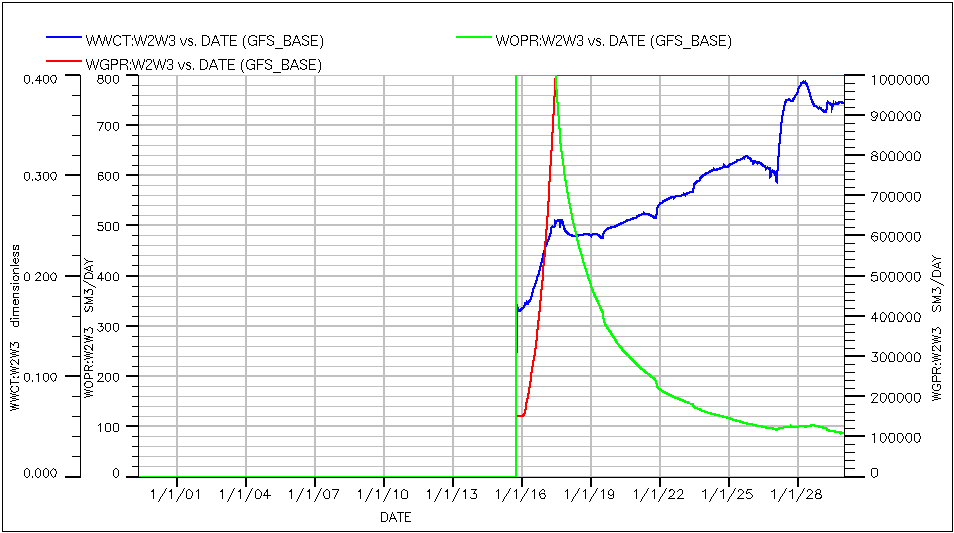 WWCT:W2W3 vs. DATE (GFS_BASE) WOPR:W2W3 vs. DATE (GFS_BASE)
WGPR:W2W3 vs. DATE (GFS_BASE)
0.400 800 1000000
700 900000
0.300 600 800000
700000
500 600000
0.200 400 500000
300 400000
300000
0.100 200 200000
100 100000
0.000 0 0
WWCT:W2W3 dimensionless
WOPR:W2W3 SM3/DAY
WGPR:W2W3 SM3/DAY
1/1/01 1/1/04 1/1/07 1/1/10 1/1/13 1/1/16 1/1/19 1/1/22 1/1/25 1/1/28
DATE